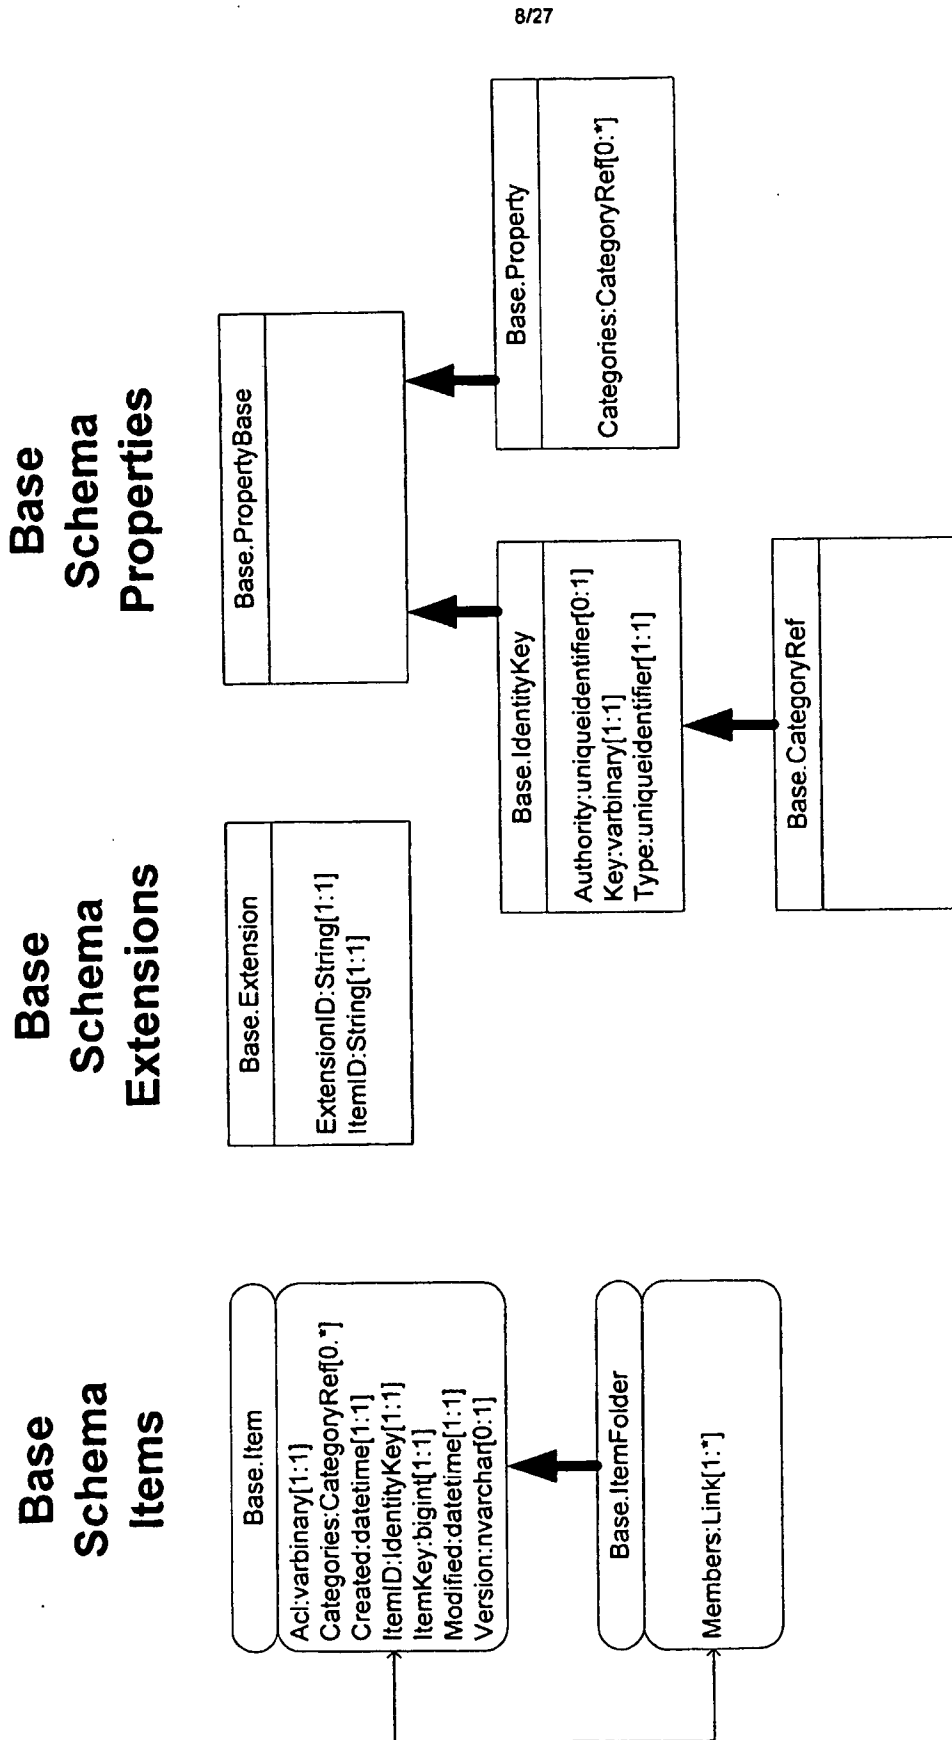 8/27
Base
Schema
Items
Base.Item
Acl:varbinary[1:1]
Categories:CategoryRef[0.*]
Created:datetime[1:1]
ItemID:IdentityKey[1:1]
ItemKey:bigint[1:1]
Modified:datetime[1:1]
Version:nvarchar[0:1]
Base.ItemFolder
Members:Link[1:*]
Base
Schema
Extensions
Base.Extension
ExtensionID:String[1:1]
ItemID:String[1:1]
Base
Schema
Properties
Base.PropertyBase
Base.IdentityKey
Authority:uniqueidentifier[0:1]
Key:varbinary[1:1]
Type:uniqueidentifier[1:1]
Base.Property
Categories:CategoryRef[0:*]
Base.CategoryRef